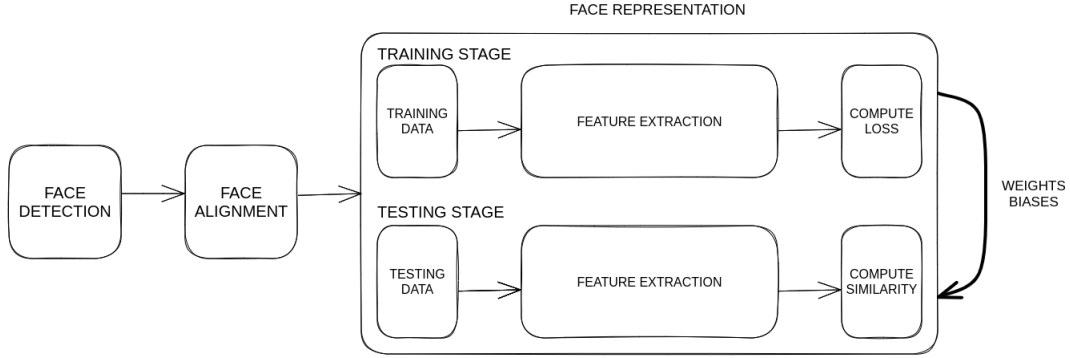 FACE REPRESENTATION
TRAINING STAGE
TRAINING
DATA
FEATURE EXTRACTION
COMPUTE
LOSS
FACE
DETECTION
FACE
ALIGNMENT
WEIGHTS
BIASES
TESTING STAGE
TESTING
DATA
FEATURE EXTRACTION
COMPUTE
SIMILARITY